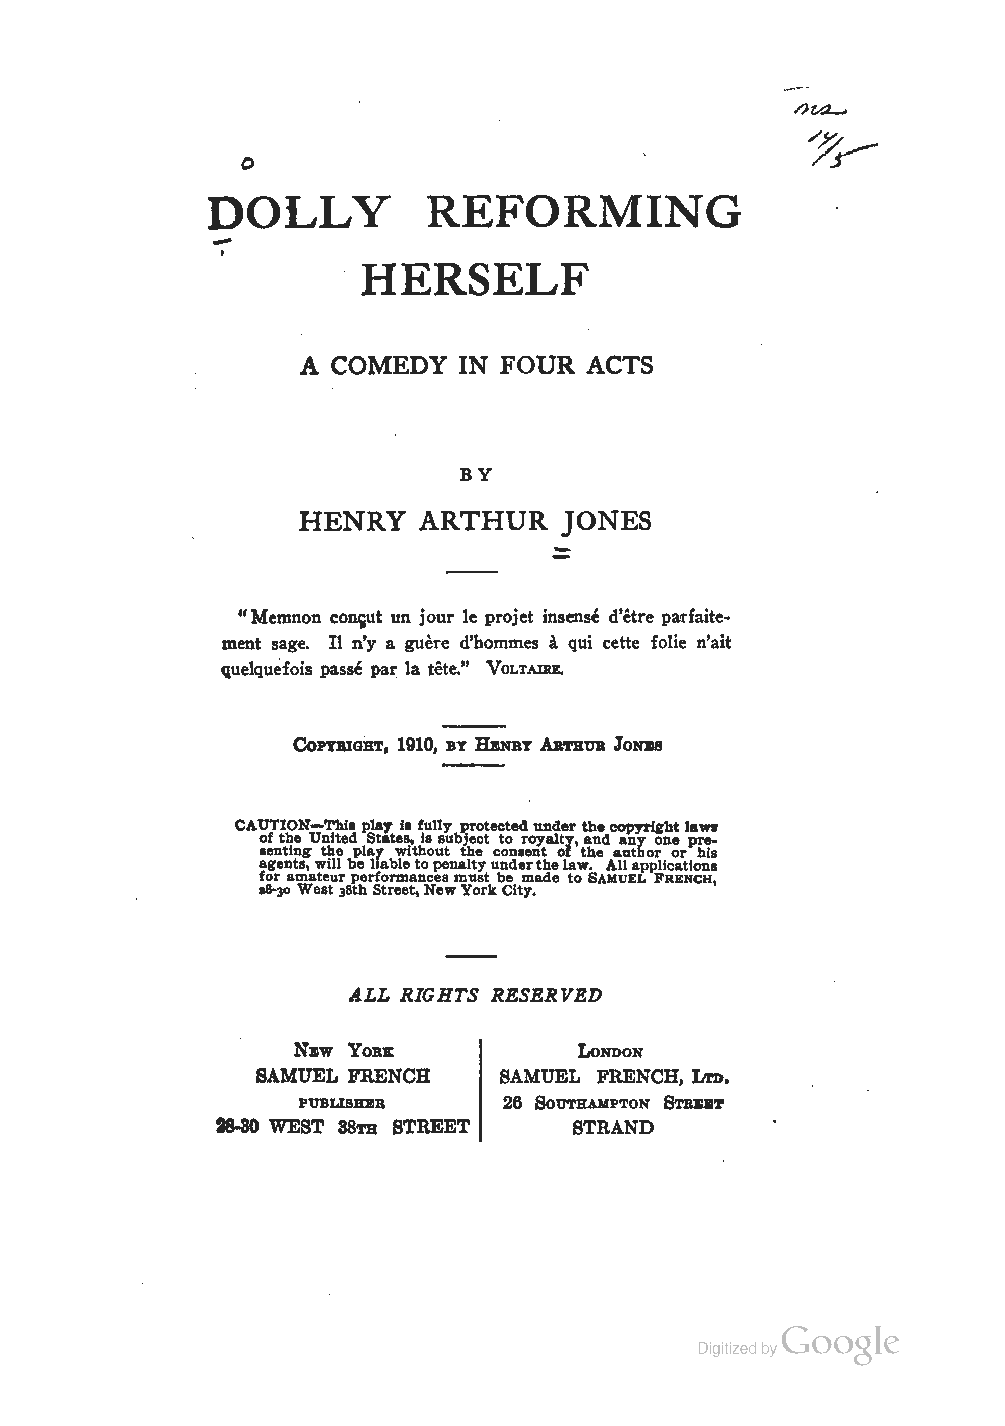 ns
14/5
DOLLY REFORMING
HERSELF
A COMEDY IN FOUR ACTS
BY
HENRY ARTHUR JONES
"Memnon conçut un jour le projet insensé d'être parfaite-
ment sage. Il n'y a guère d'hommes à qui cette folie n'ait
quelquefois passé par la tête." VOLTAIRE.
COPYRIGHT, 1910, BY HENRY ARTHUR JONES
CAUTION—This play is fully protected under the copyright laws
of the United States, is subject to royalty, and any one pre-
senting the play without the consent of the author or his
agents, will be liable to penalty under the law. All applications
for amateur performances must be made to SAMUEL FRENCH,
28-30 West 38th Street, New York City.
ALL RIGHTS RESERVED
NEW YORK
SAMUEL FRENCH
PUBLISHER
28-30 WEST 38TH STREET
LONDON
SAMUEL FRENCH, LTD.
26 SOUTHAMPTON STREET
STRAND
Digitized by Google